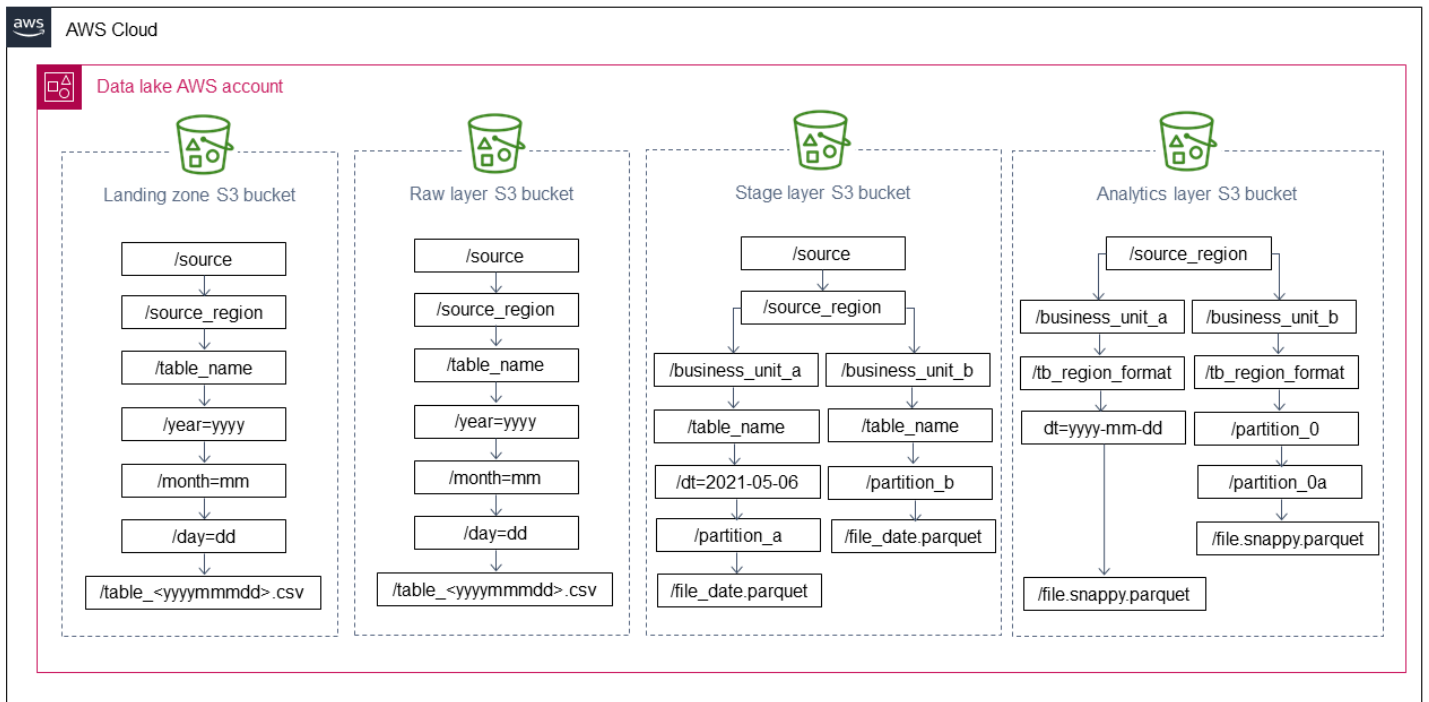 aws
AWS Cloud
Data lake AWS account
Landing zone S3 bucket
/source
/source_region
/table_name
/year=yyyy
/month=mm
/day=dd
/table_<yyyymmmdd>.csv
Raw layer S3 bucket
/source
/source_region
/table_name
/year=yyyy
/month=mm
/day=dd
/table_<yyyymmmdd>.csv
Stage layer S3 bucket
/source
/source_region
/business_unit_a
/table_name
/dt=2021-05-06
/partition_a
/file_date.parquet
/business_unit_b
/table_name
/partition_b
/file_date.parquet
Analytics layer S3 bucket
/source_region
/business_unit_a
/tb_region_format
dt=yyyy-mm-dd
/file.snappy.parquet
/business_unit_b
/tb_region_format
/partition_0
/partition_0a
/file.snappy.parquet